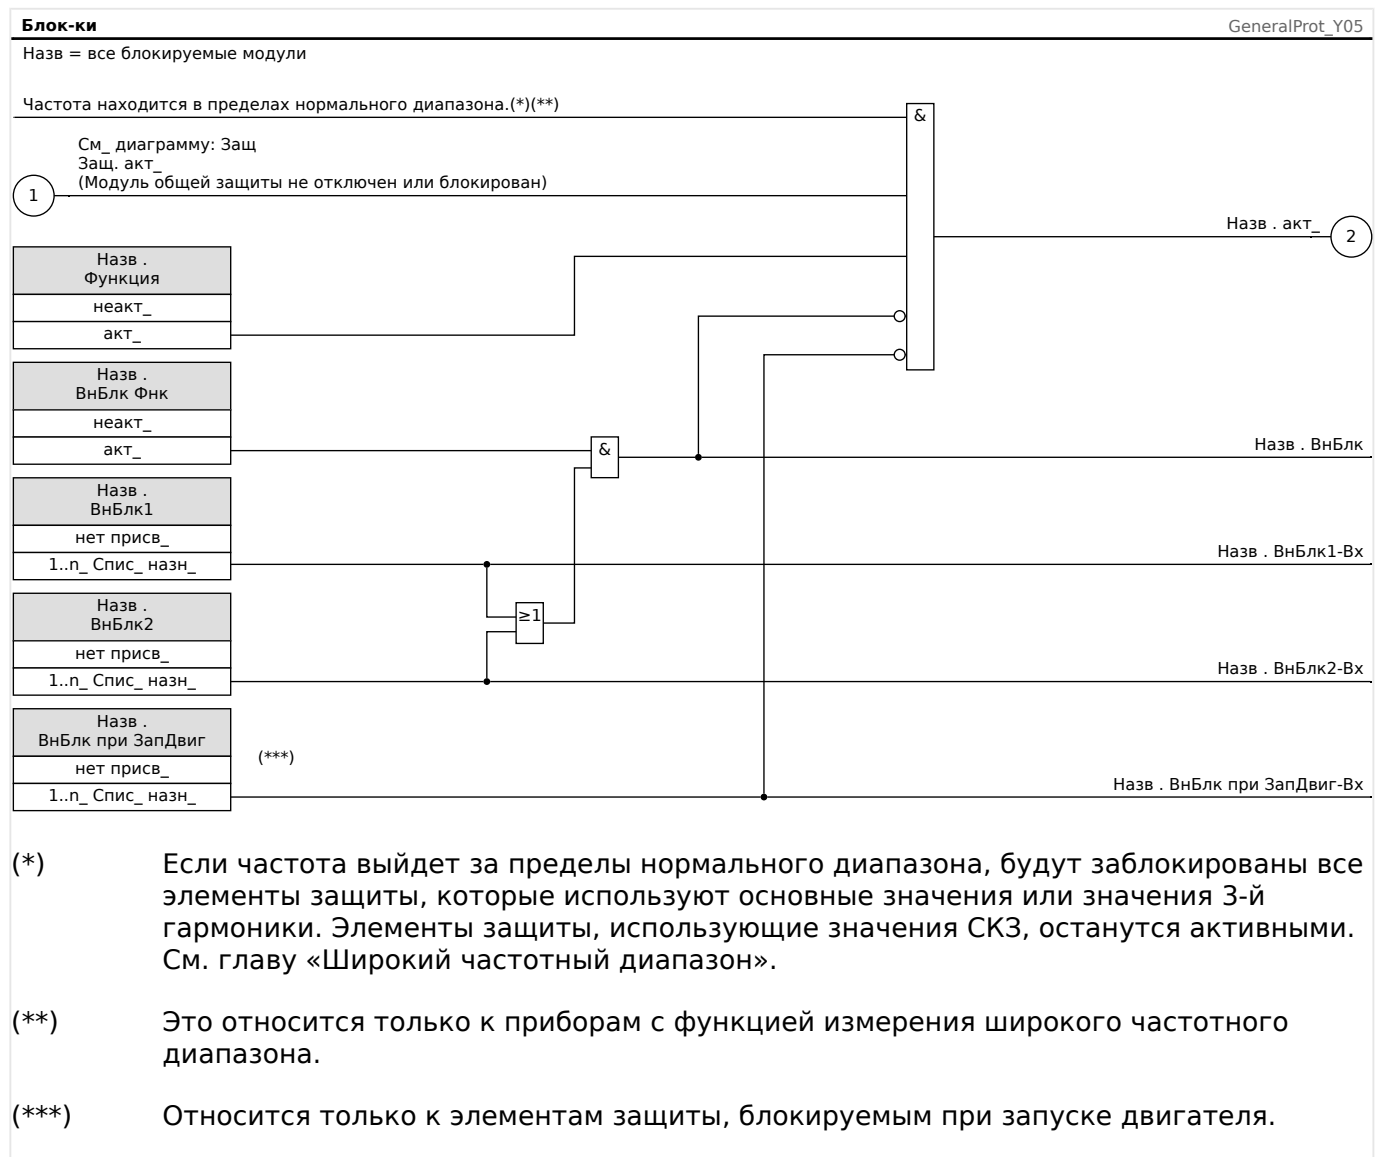 Блок-ки
GeneralProt_Y05
Назв = все блокируемые модули
Частота находится в пределах нормального диапазона.(*)(**)
&
См_ диаграмму: Защ
Защ. акт_
(Модуль общей защиты не отключен или блокирован)
1
Назв . акт_
2
Назв .
Функция
неакт_
акт_
Назв .
ВнБлк Фнк
неакт_
акт_
&
Назв . ВнБлк
Назв .
ВнБлк1
нет присв_
1..n_ Спис_ назн_
Назв . ВнБлк1-Вх
≥1
Назв .
ВнБлк2
нет присв_
1..n_ Спис_ назн_
Назв . ВнБлк2-Вх
Назв .
ВнБлк при ЗапДвиг
нет присв_
1..n_ Спис_ назн_
(***)
Назв . ВнБлк при ЗапДвиг-Вх
(*) Если частота выйдет за пределы нормального диапазона, будут заблокированы все
элементы защиты, которые используют основные значения или значения 3-й
гармоники. Элементы защиты, использующие значения СКЗ, останутся активными.
См. главу «Широкий частотный диапазон».
(**) Это относится только к приборам с функцией измерения широкого частотного
диапазона.
(***) Относится только к элементам защиты, блокируемым при запуске двигателя.